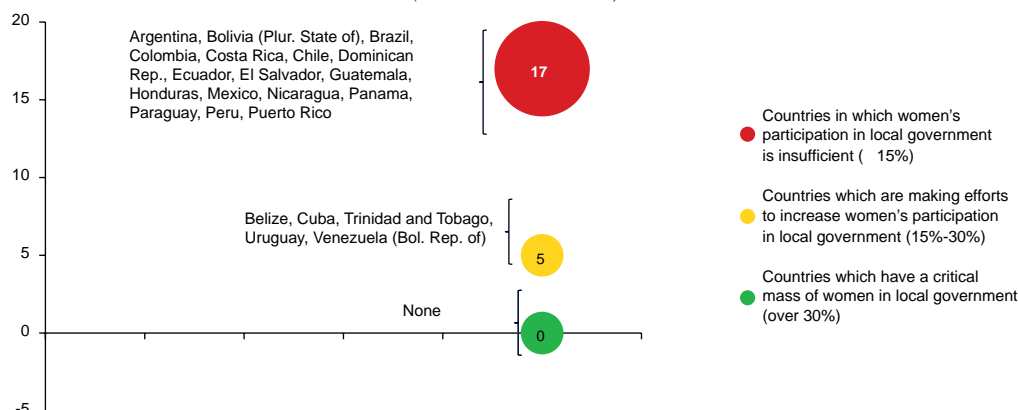 20
Argentina, Bolivia (Plur. State of), Brazil,
Colombia, Costa Rica, Chile, Dominican
Rep., Ecuador, El Salvador, Guatemala,
Honduras, Mexico, Nicaragua, Panama,
Paraguay, Peru, Puerto Rico
17
15
Countries in which women's
participation in local government
is insufficient ( 15%)
10
Countries which are making efforts
to increase women's participation
in local government (15%-30%)
Belize, Cuba, Trinidad and Tobago,
Uruguay, Venezuela (Bol. Rep. of)
5
5
Countries which have a critical
mass of women in local government
(over 30%)
None
0
0
-5